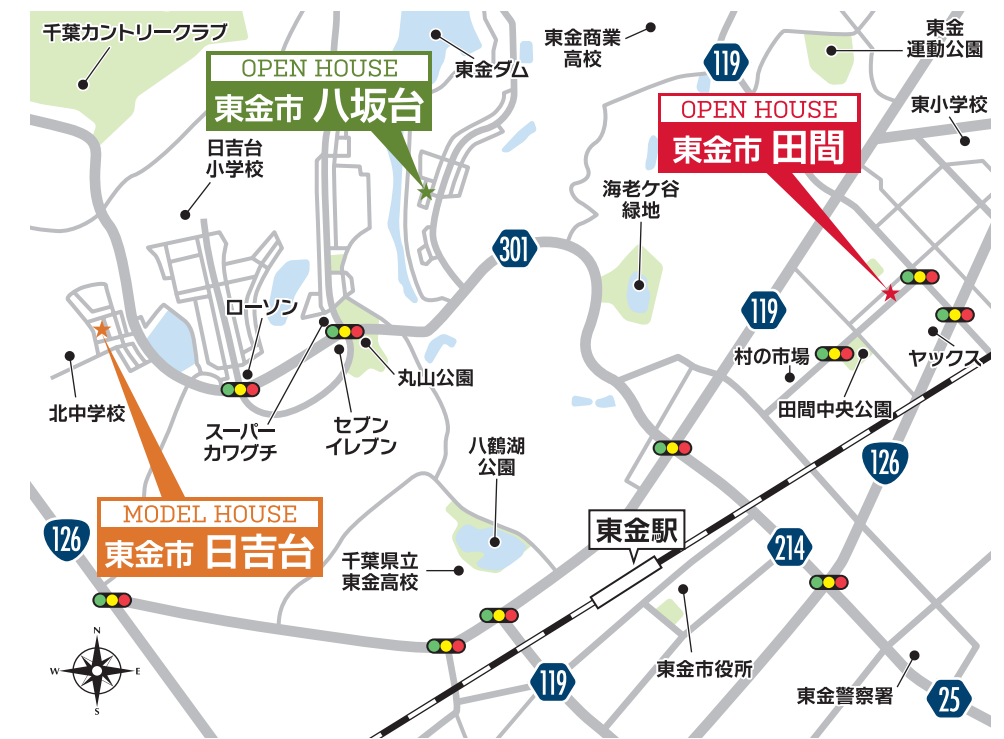 千葉カントリークラブ
OPEN HOUSE
東金市 八坂台
東金ダム
東金商業
高校
119
東金
運動公園
OPEN HOUSE
東金市 田間
東小学校
日吉台
小学校
海老ケ谷
緑地
301
ローソン
119
村の市場
ヤックス
丸山公園
田間中央公園
北中学校
スーパー
カワグチ
セブン
イレブン
八鶴湖
公園
126
MODEL HOUSE
東金市 日吉台
126
東金駅
214
千葉県立
東金高校
N
W
E
S
119
東金市役所
東金警察署
25